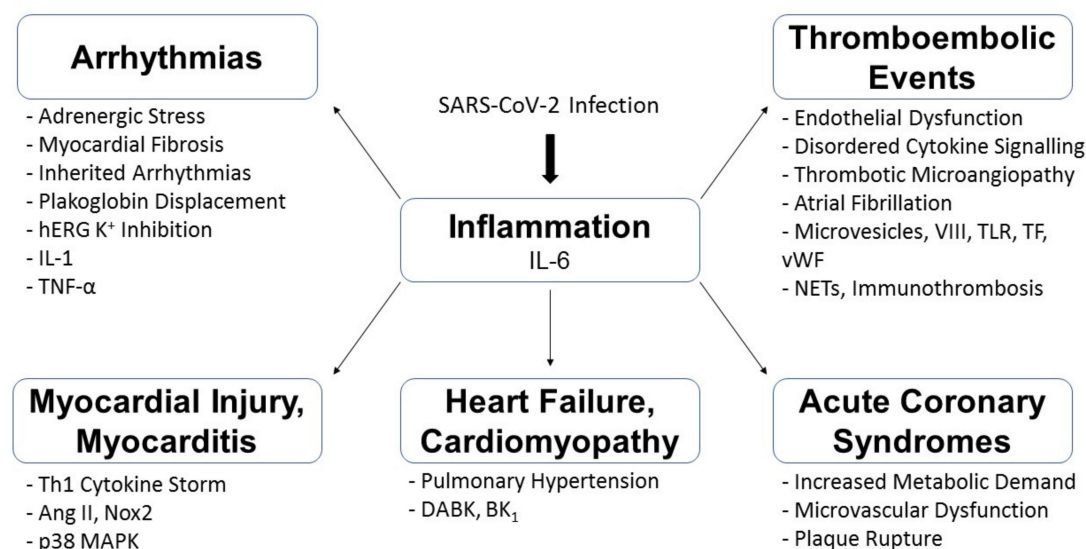 Arrhythmias
- Adrenergic Stress
- Myocardial Fibrosis
- Inherited Arrhythmias
- Plakoglobin Displacement
- hERG K⁺ Inhibition
- IL-1
- TNF-α
SARS-CoV-2 Infection
Inflammation
IL-6
Thromboembolic
Events
- Endothelial Dysfunction
- Disordered Cytokine Signalling
- Thrombotic Microangiopathy
- Atrial Fibrillation
- Microvesicles, VIII, TLR, TF,
vWF
- NETs, Immunothrombosis
Myocardial Injury,
Myocarditis
- Th1 Cytokine Storm
- Ang II, Nox2
- p38 MAPK
Heart Failure,
Cardiomyopathy
- Pulmonary Hypertension
- DABK, BK₁
Acute Coronary
Syndromes
- Increased Metabolic Demand
- Microvascular Dysfunction
- Plaque Rupture